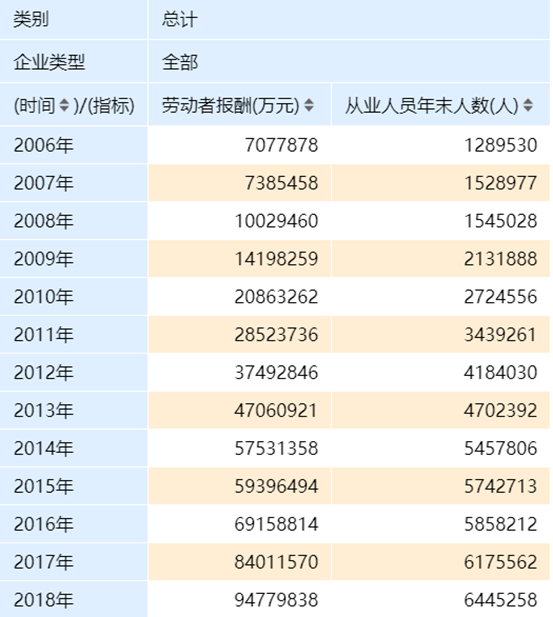 类别 总计
企业类型 全部
(时间)/(指标) 劳动者报酬(万元) 从业人员年末人数(人)
2006年 7077878 1289530
2007年 7385458 1528977
2008年 10029460 1545028
2009年 14198259 2131888
2010年 20863262 2724556
2011年 28523736 3439261
2012年 37492846 4184030
2013年 47060921 4702392
2014年 57531358 5457806
2015年 59396494 5742713
2016年 69158814 5858212
2017年 84011570 6175562
2018年 94779838 6445258